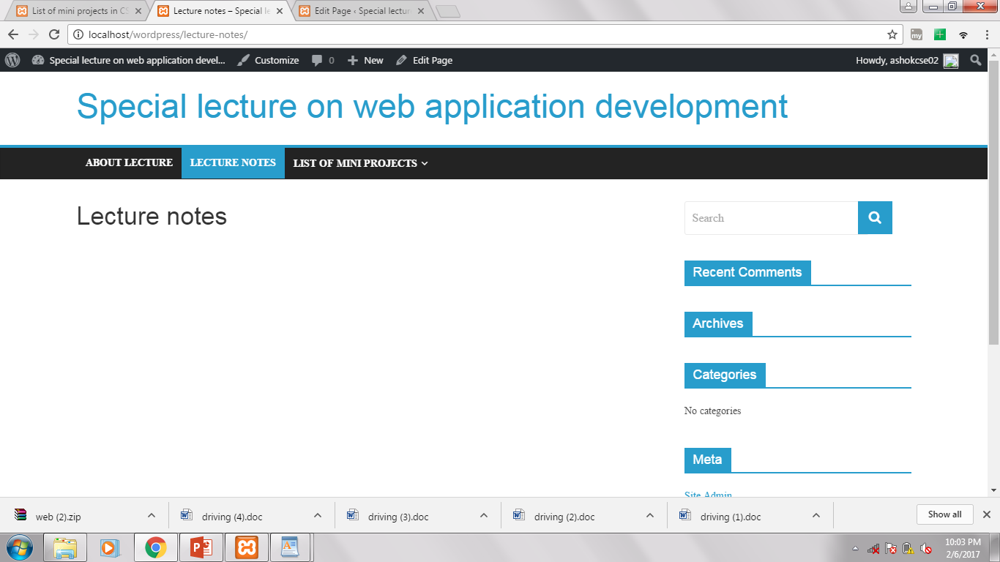 List of mini projects in CS
Lecture notes – Special le
Edit Page ‹ Special lectur
localhost/wordpress/lecture-notes/
my
Special lecture on web application devel... Customize 0 New Edit Page
Howdy, ashokcse02
Special lecture on web application development
ABOUT LECTURE LECTURE NOTES LIST OF MINI PROJECTS
Lecture notes
Search
Recent Comments
Archives
Categories
No categories
Meta
Site Admin
web (2).zip driving (4).doc driving (3).doc driving (2).doc driving (1).doc Show all
10:03 PM
2/6/2017